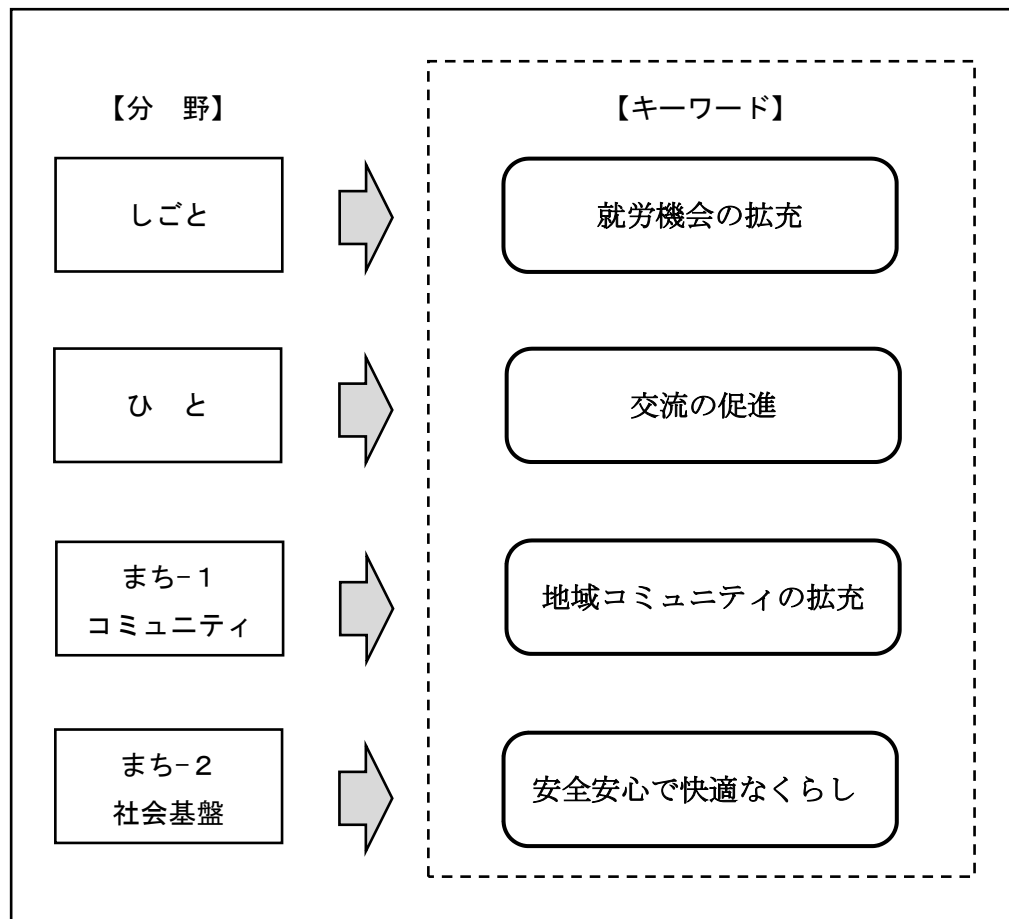 【分　野】
【キーワード】
しごと
就労機会の拡充
ひ　と
交流の促進
まち-１
コミュニティ
地域コミュニティの拡充
まち-２
社会基盤
安全安心で快適なくらし